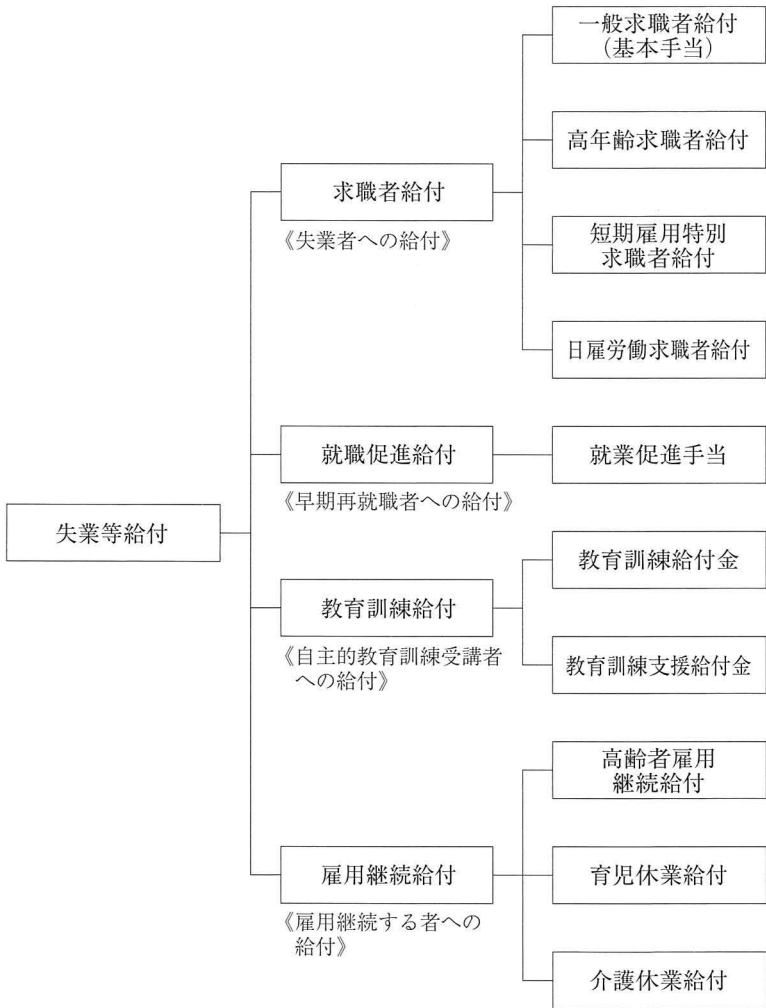 失業等給付
求職者給付
《失業者への給付》
一般求職者給付
(基本手当)
高年齢求職者給付
短期雇用特別
求職者給付
日雇労働求職者給付
就職促進給付
《早期再就職者への給付》
就業促進手当
教育訓練給付
《自主的教育訓練受講者
への給付》
教育訓練給付金
教育訓練支援給付金
雇用継続給付
《雇用継続する者への
給付》
高齢者雇用
継続給付
育児休業給付
介護休業給付